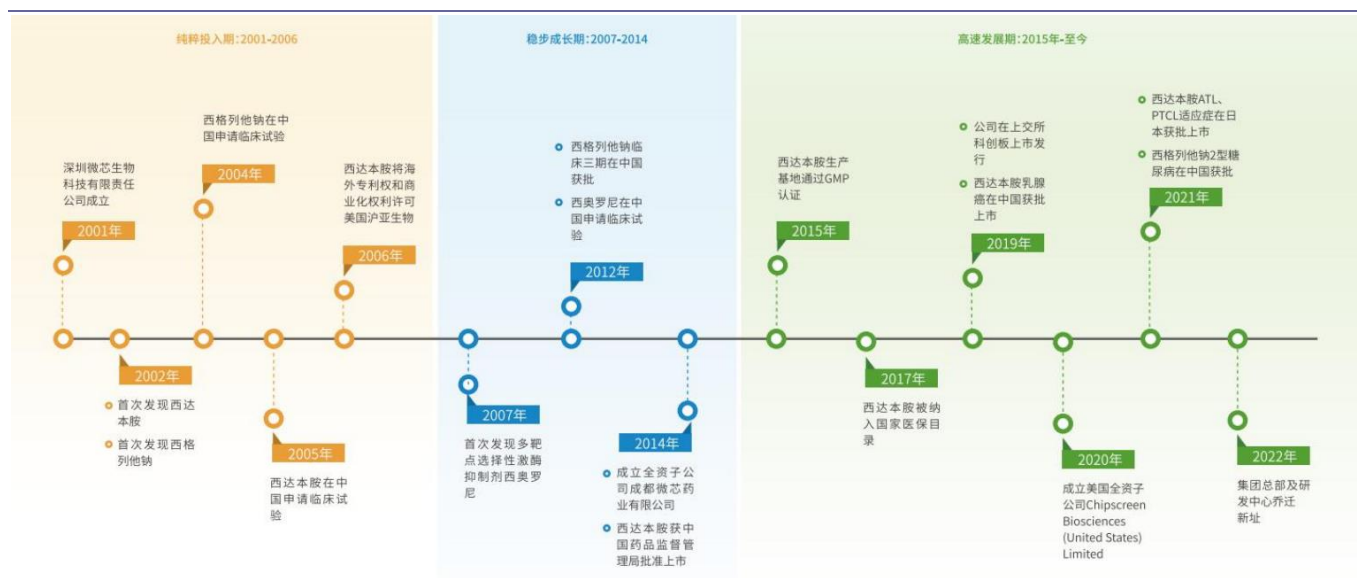 纯粹投入期:2001-2006
深圳微芯生物
科技有限责任
公司成立
2001年
2002年
首次发现西达
本胺
首次发现西格
列他钠
西格列他钠在中
国申请临床试验
2004年
2005年
西达本胺在中
国申请临床试
验
西达本胺将海
外专利权和商
业化权利许可
美国沪亚生物
2006年
稳步成长期:2007-2014
2007年
首次发现多靶
点选择性激酶
抑制剂西奥罗
尼
西格列他钠临
床三期在中国
获批
西奥罗尼在中
国申请临床试
验
2012年
2014年
成立全资子公
司成都微芯药
业有限公司
西达本胺获中
国药品监督管
理局批准上市
高速发展期:2015年-至今
西达本胺生产
基地通过GMP
认证
2015年
2017年
西达本胺被纳
入国家医保目
录
公司在上交所
科创板上市发
行
西达本胺乳腺
癌在中国获批
上市
2019年
2020年
成立美国全资子
公司Chipscreen
Biosciences
(United States)
Limited
西达本胺ATL、
PTCL适应症在日
本获批上市
西格列他钠2型糖
尿病在中国获批
2021年
2022年
集团总部及研
发中心乔迁
新址